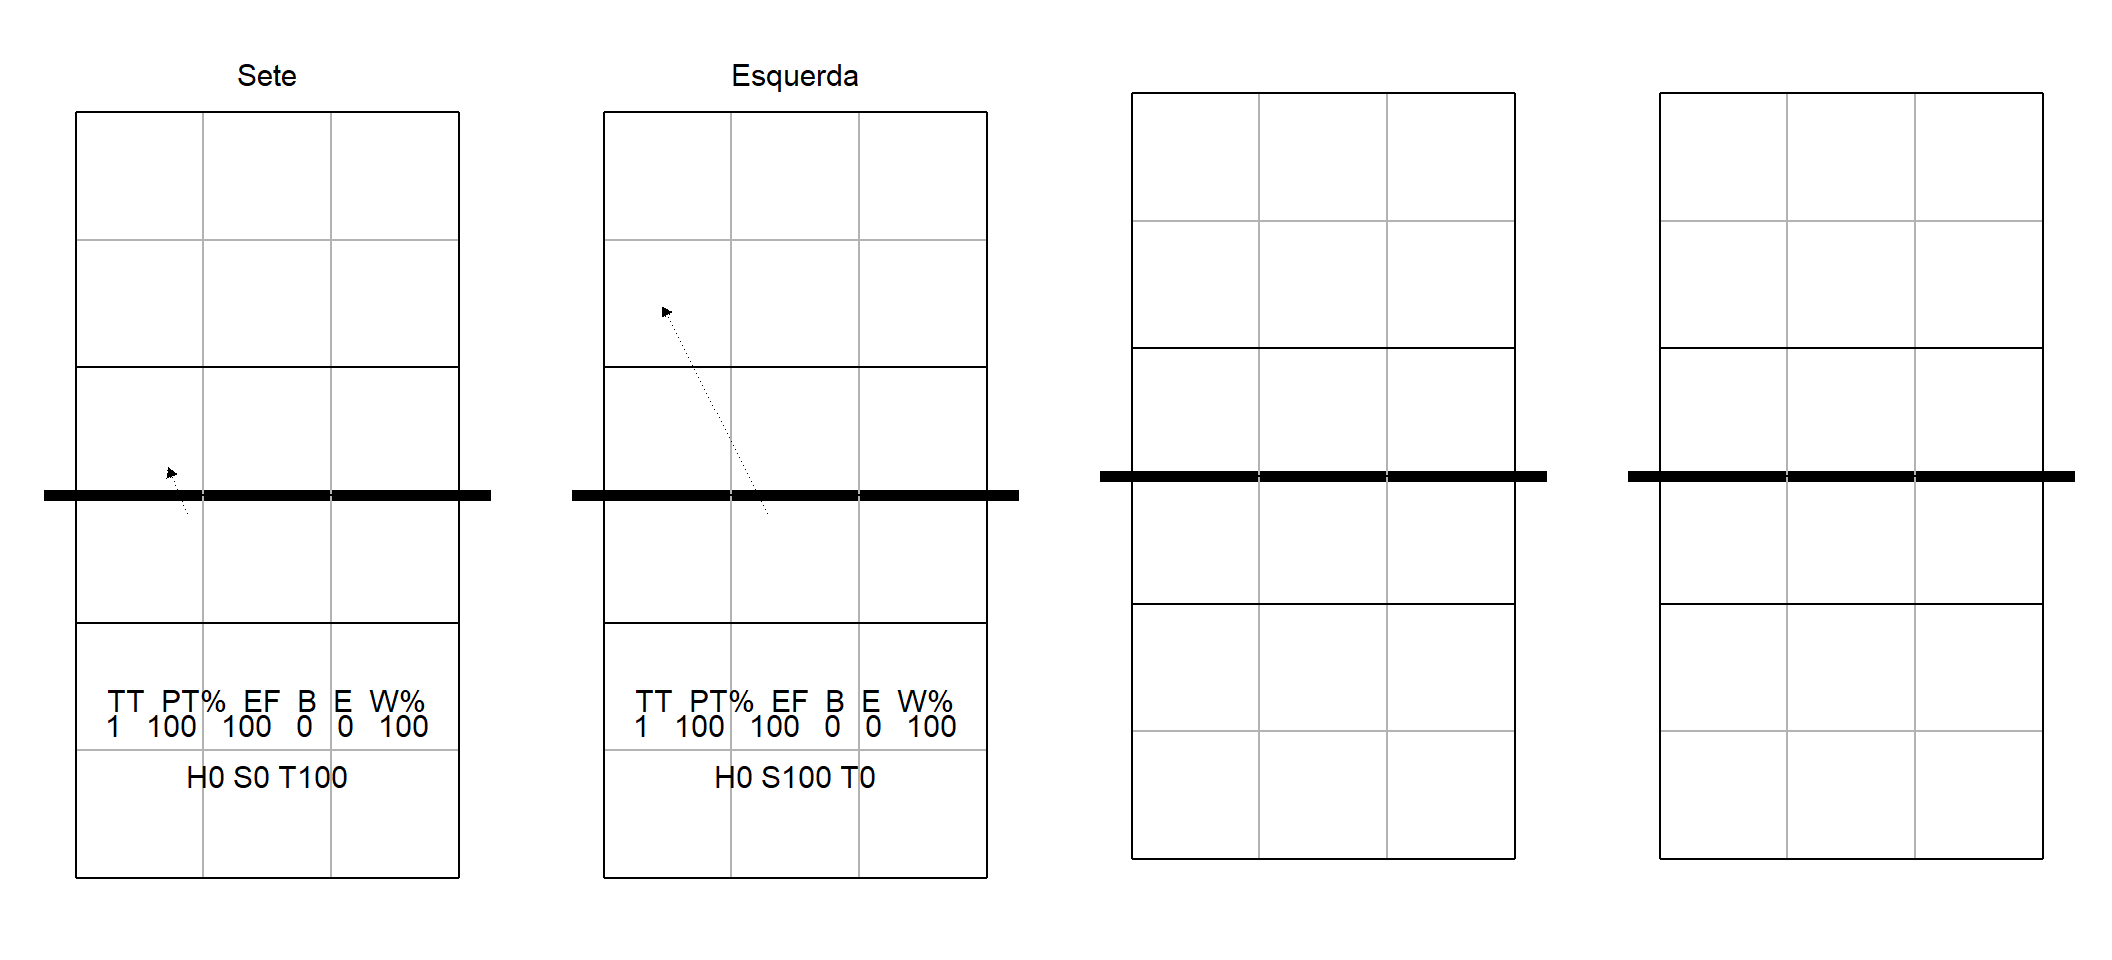 Sete
TT PT% EF B E W%
1 100 100 0 0 100
H0 S0 T100
Esquerda
TT PT% EF B E W%
1 100 100 0 0 100
H0 S100 T0